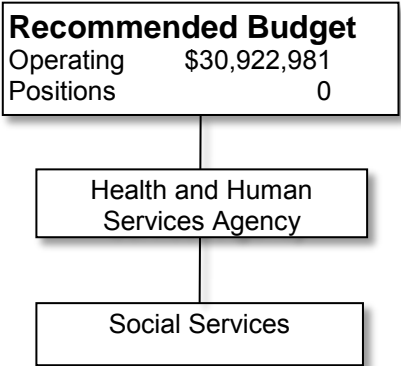 Recommended Budget
Operating $30,922,981
Positions 0
Health and Human
Services Agency
Social Services